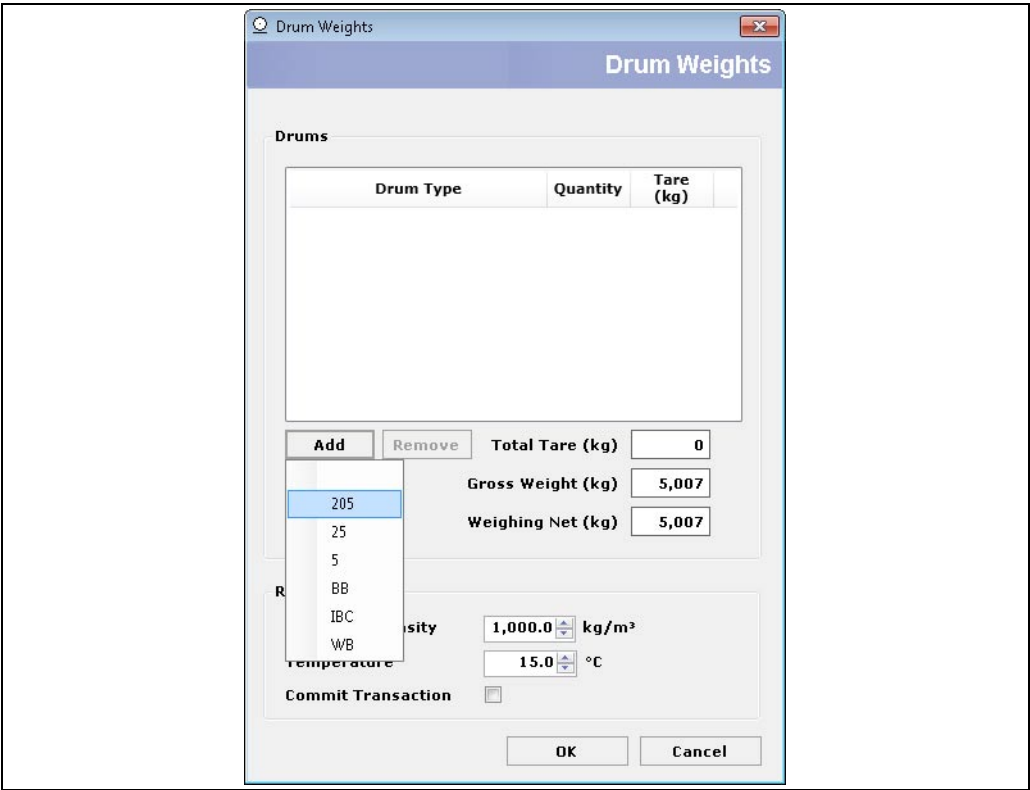 Drum Weights
Drum Weights
Drums
Drum Type Quantity Tare (kg)
Add Remove Total Tare (kg) 0
Gross Weight (kg) 5,007
205
Weighing Net (kg) 5,007
25
5
BB
R
IBC
sity 1,000.0 kg/m³
WB
Temperature 15.0 °C
Commit Transaction
OK Cancel